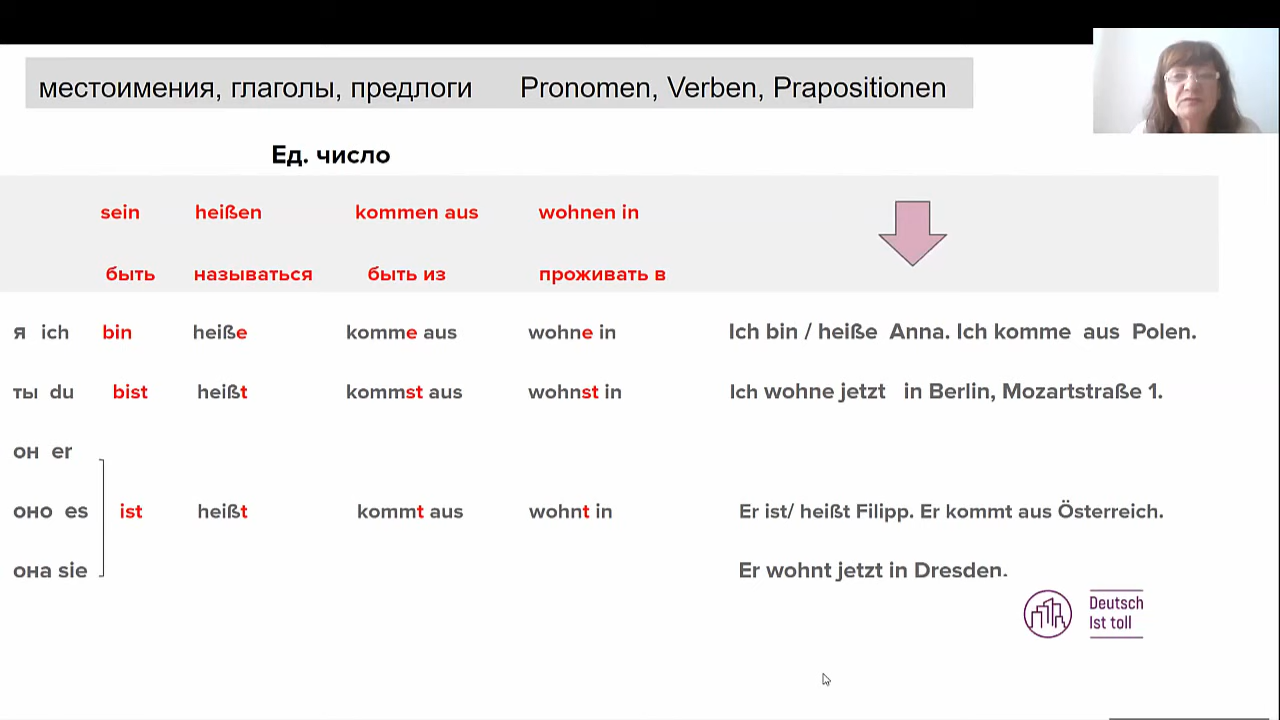 местоимения, глаголы, предлоги Pronomen, Verben, Prapositionen
Ед. число
sein heißen kommen aus wohnen in
быть называться быть из проживать в
я ich bin heiße komme aus wohne in Ich bin / heiße Anna. Ich komme aus Polen.
ты du bist heißt kommst aus wohnst in Ich wohne jetzt in Berlin, Mozartstraße 1.
он er
оно es ist heißt kommt aus wohnt in Er ist/ heißt Filipp. Er kommt aus Österreich.
она sie Er wohnt jetzt in Dresden.
Deutsch
Ist toll